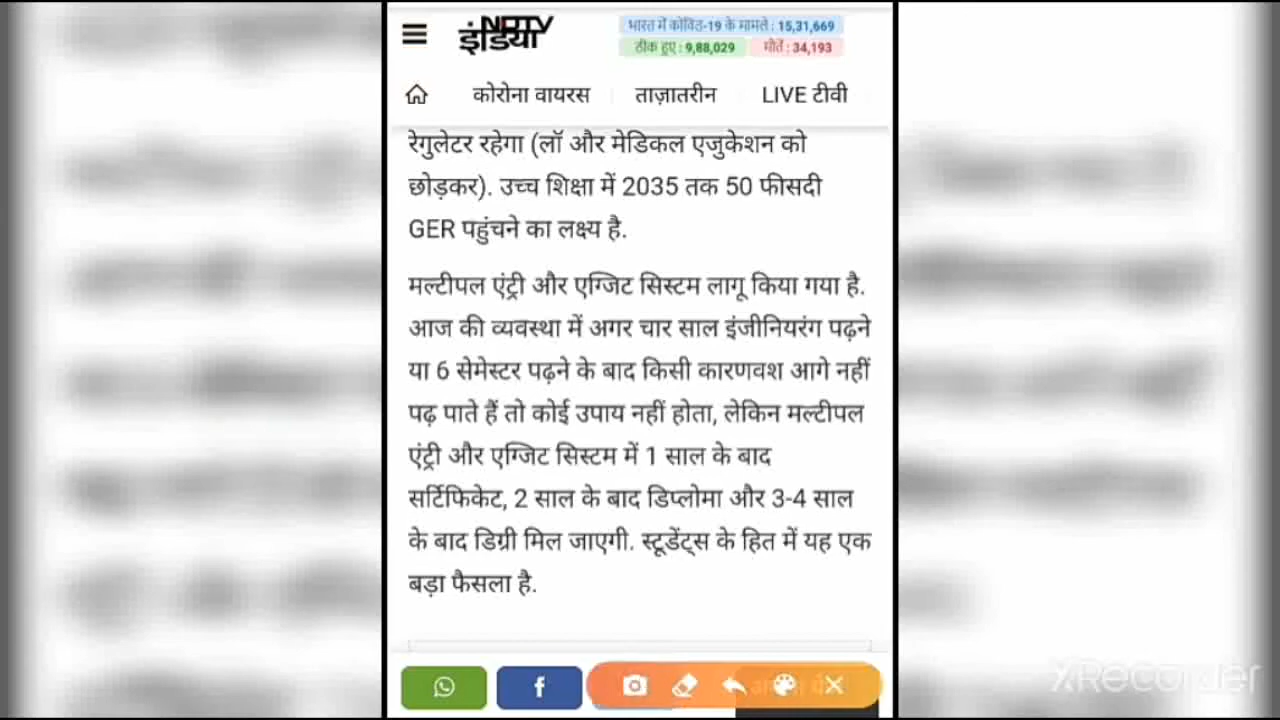 NDTV
इंडिया
भारत में कोविड-19 के मामले : 15,31,669
ठीक हुए : 9,88,029 मौतें : 34,193
कोरोना वायरस ताज़ातरीन LIVE टीवी
रेगुलेटर रहेगा (लॉ और मेडिकल एजुकेशन को
छोड़कर). उच्च शिक्षा में 2035 तक 50 फीसदी
GER पहुंचने का लक्ष्य है.
मल्टीपल एंट्री और एग्जिट सिस्टम लागू किया गया है.
आज की व्यवस्था में अगर चार साल इंजीनियरंग पढ़ने
या 6 सेमेस्टर पढ़ने के बाद किसी कारणवश आगे नहीं
पढ़ पाते हैं तो कोई उपाय नहीं होता, लेकिन मल्टीपल
एंट्री और एग्जिट सिस्टम में 1 साल के बाद
सर्टिफिकेट, 2 साल के बाद डिप्लोमा और 3-4 साल
के बाद डिग्री मिल जाएगी. स्टूडेंट्स के हित में यह एक
बड़ा फैसला है.
XRecorder